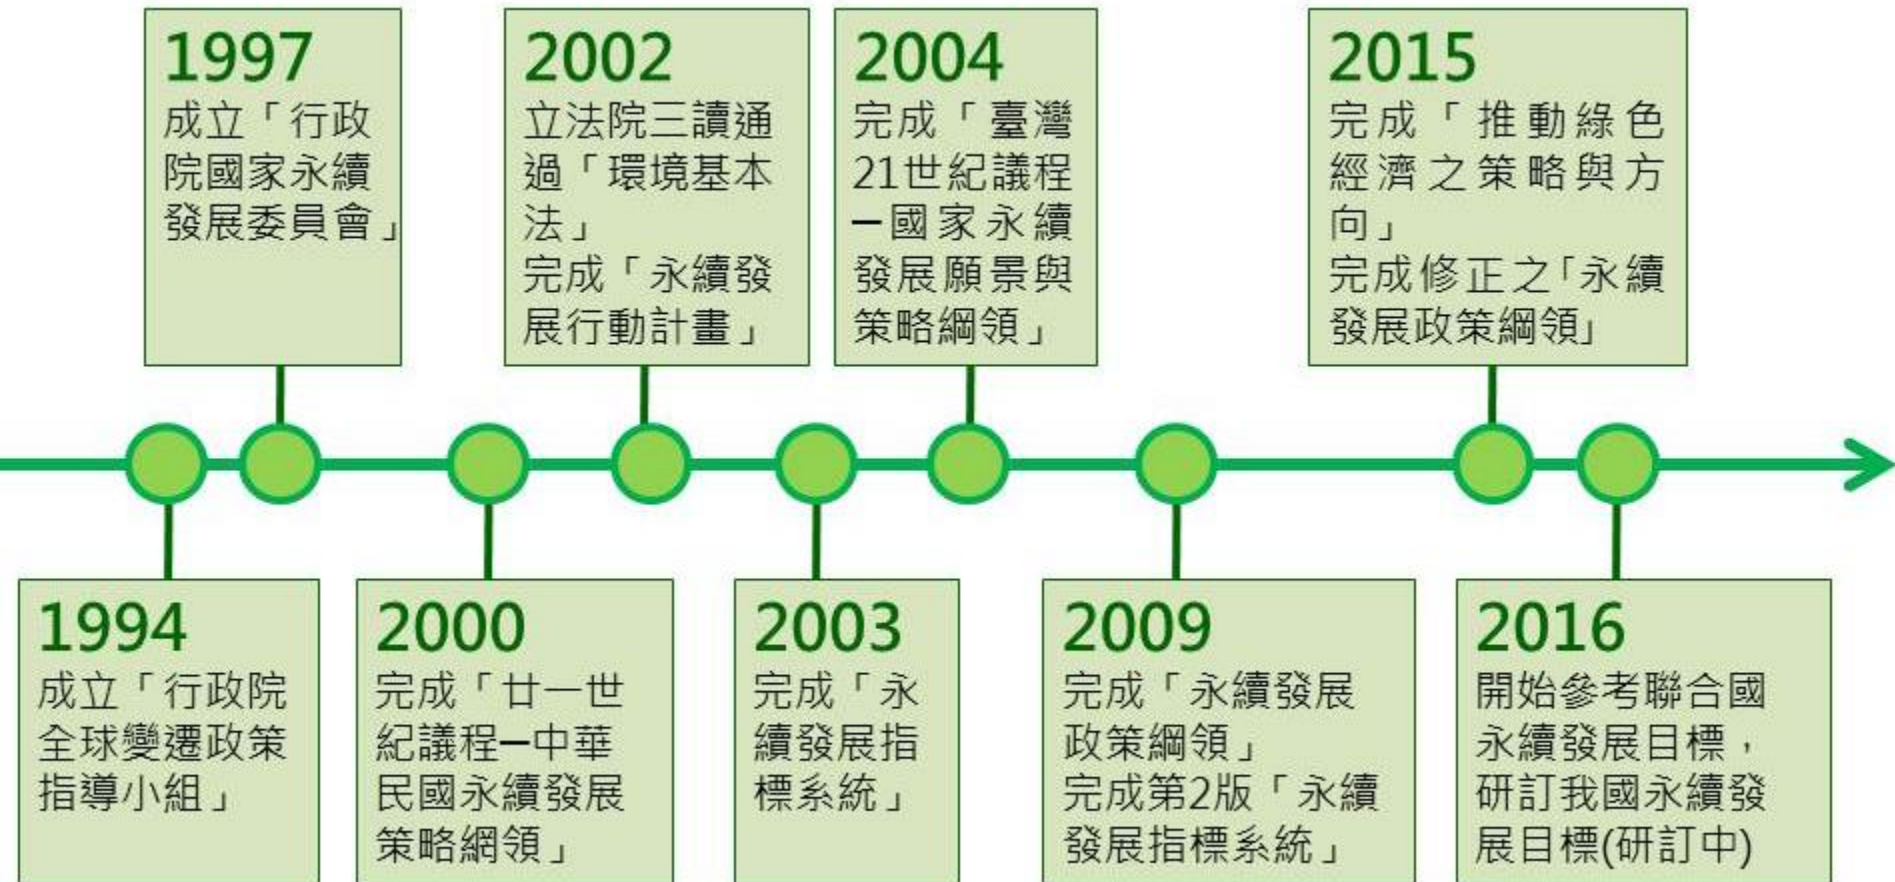 1997
成立「行政
院國家永續
發展委員會」
2002
立法院三讀通
過「環境基本
法」
完成「永續發
展行動計畫」
2004
完成「臺灣
21世紀議程
─國家永續
發展願景與
策略綱領」
2015
完成「推動綠色
經濟之策略與方
向」
完成修正之「永續
發展政策綱領」
1994
成立「行政院
全球變遷政策
指導小組」
2000
完成「廿一世
紀議程─中華
民國永續發展
策略網領」
2003
完成「永
續發展指
標系統」
2009
完成「永續發展
政策綱領」
完成第2版「永續
發展指標系統」
2016
開始參考聯合國
永續發展目標，
研訂我國永續發
展目標(研訂中)